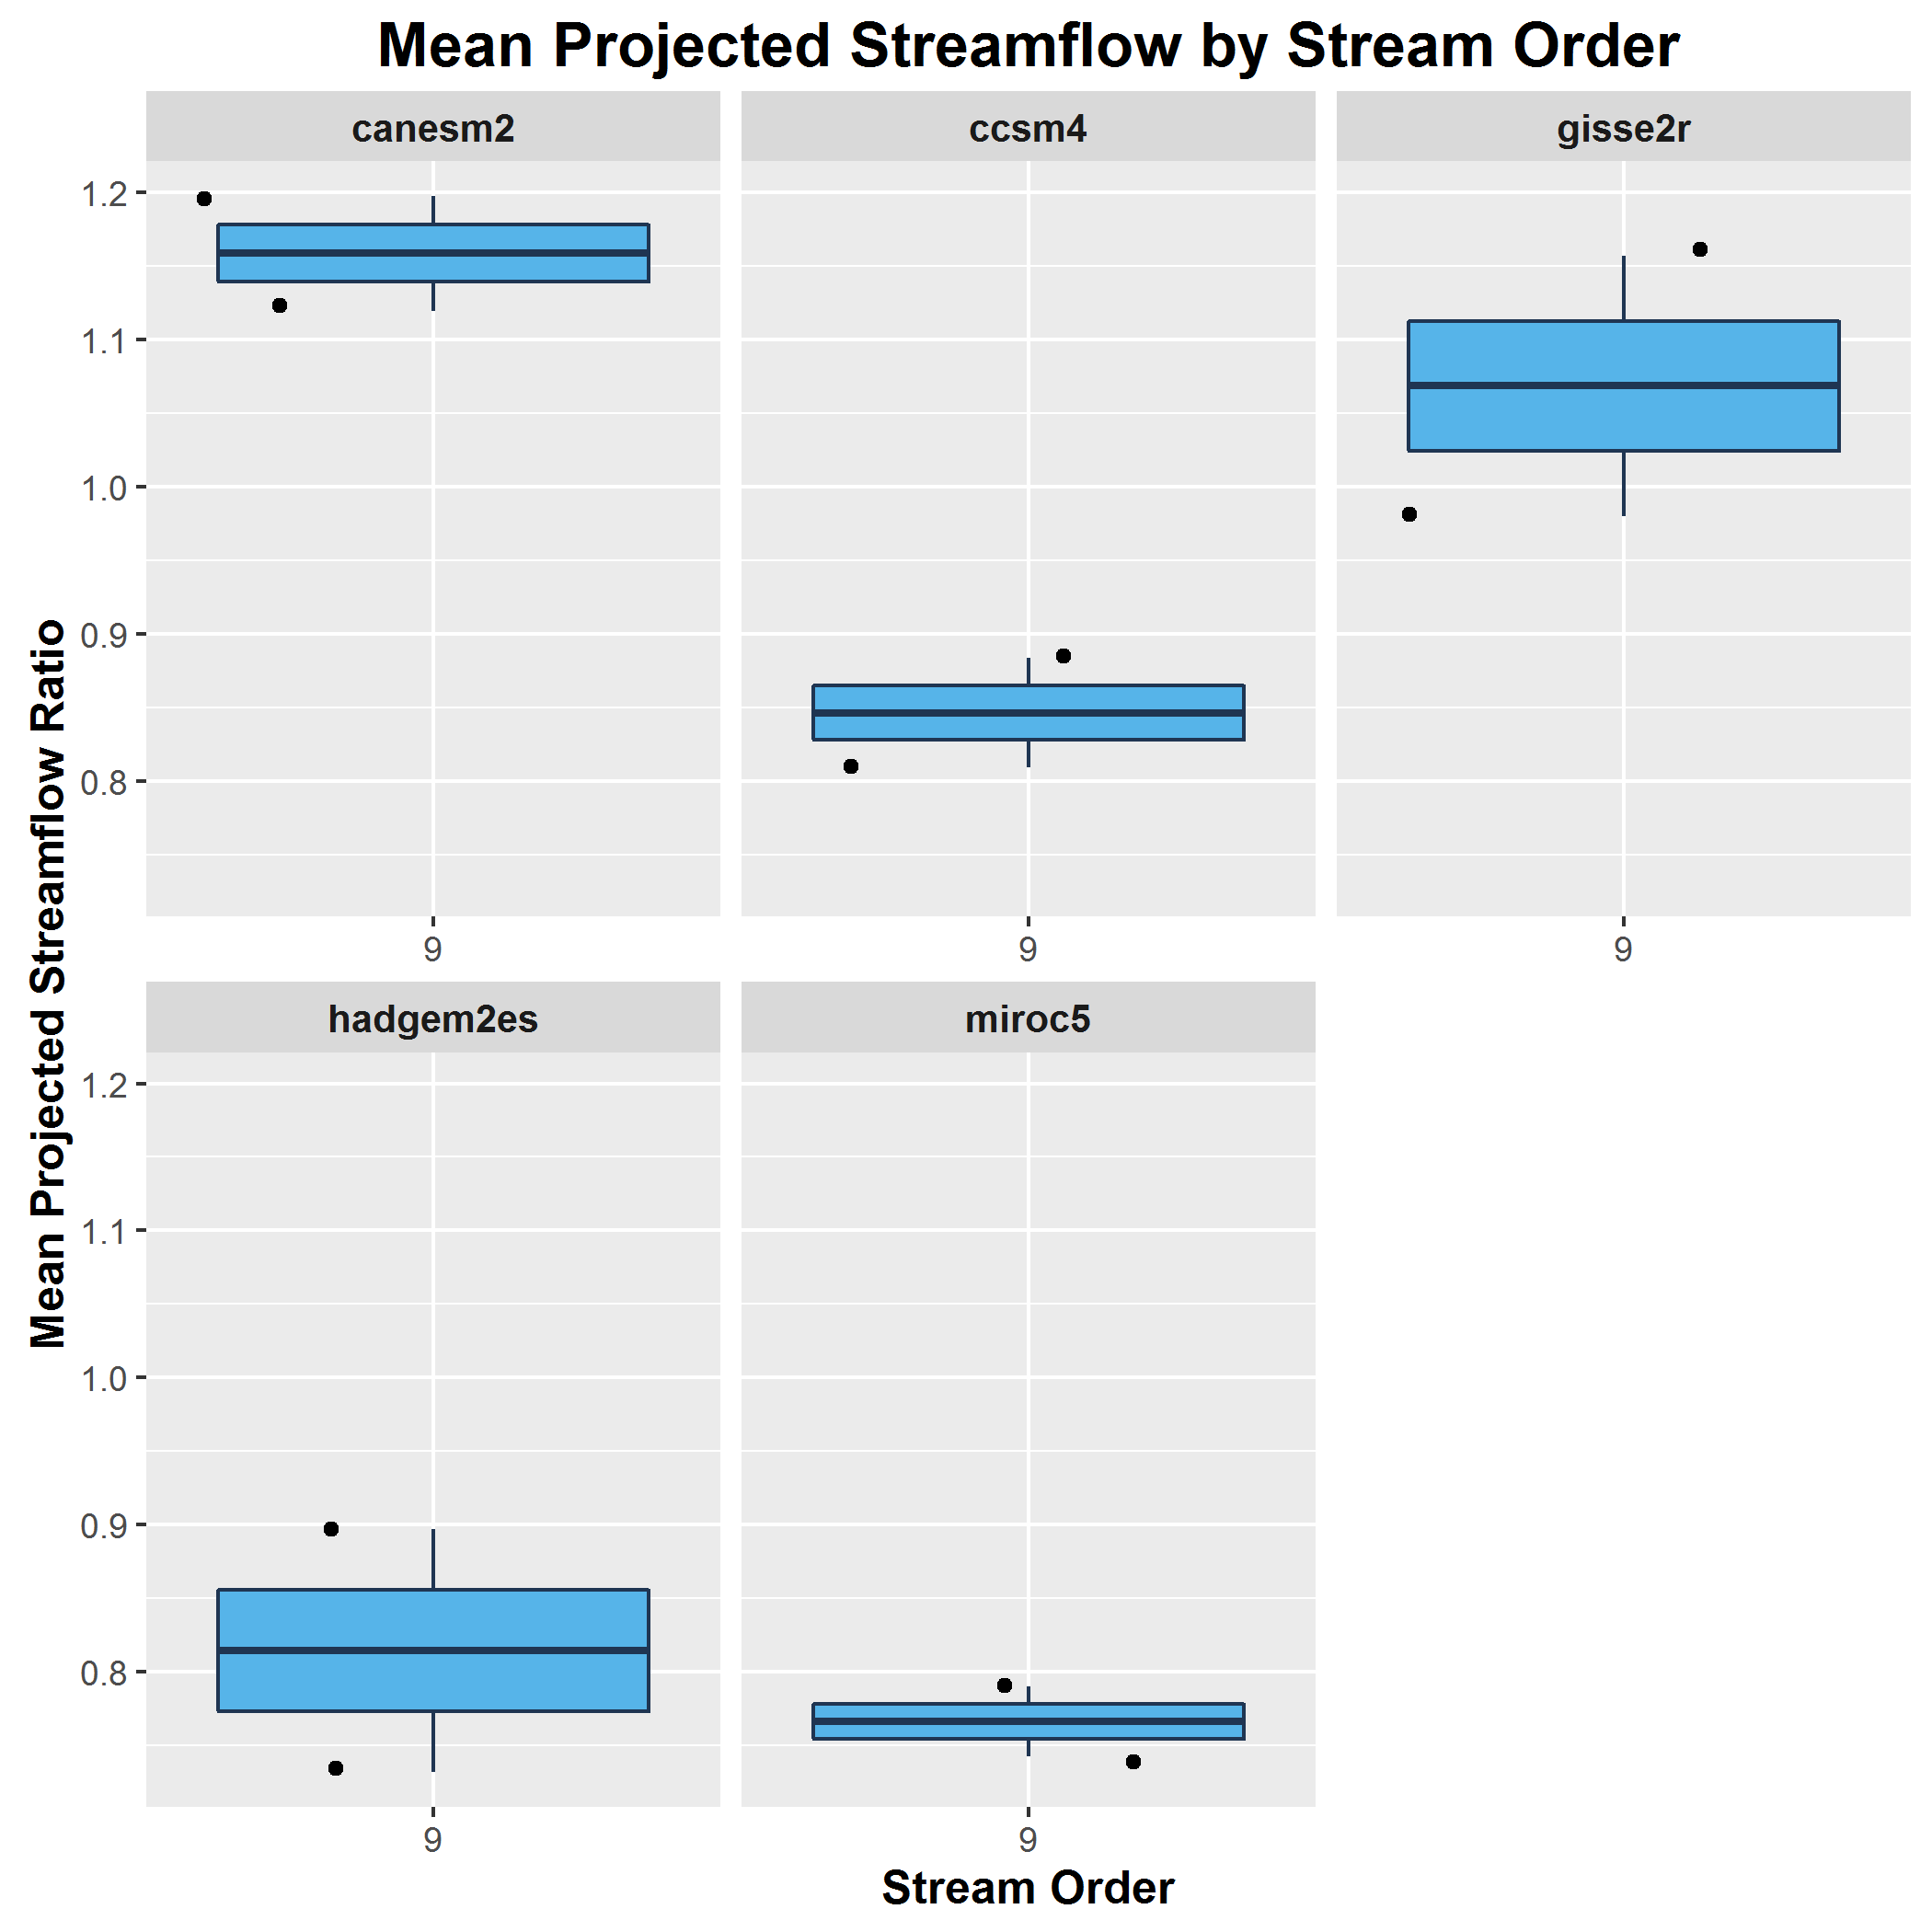 Mean Projected Streamflow by Stream Order
canesm2
ccsm4
gisse2r
1.2
1.1
1.0
0.9
0.8
9
9
9
Mean Projected Streamflow Ratio
hadgem2es
miroc5
1.2
1.1
1.0
0.9
0.8
9
9
Stream Order